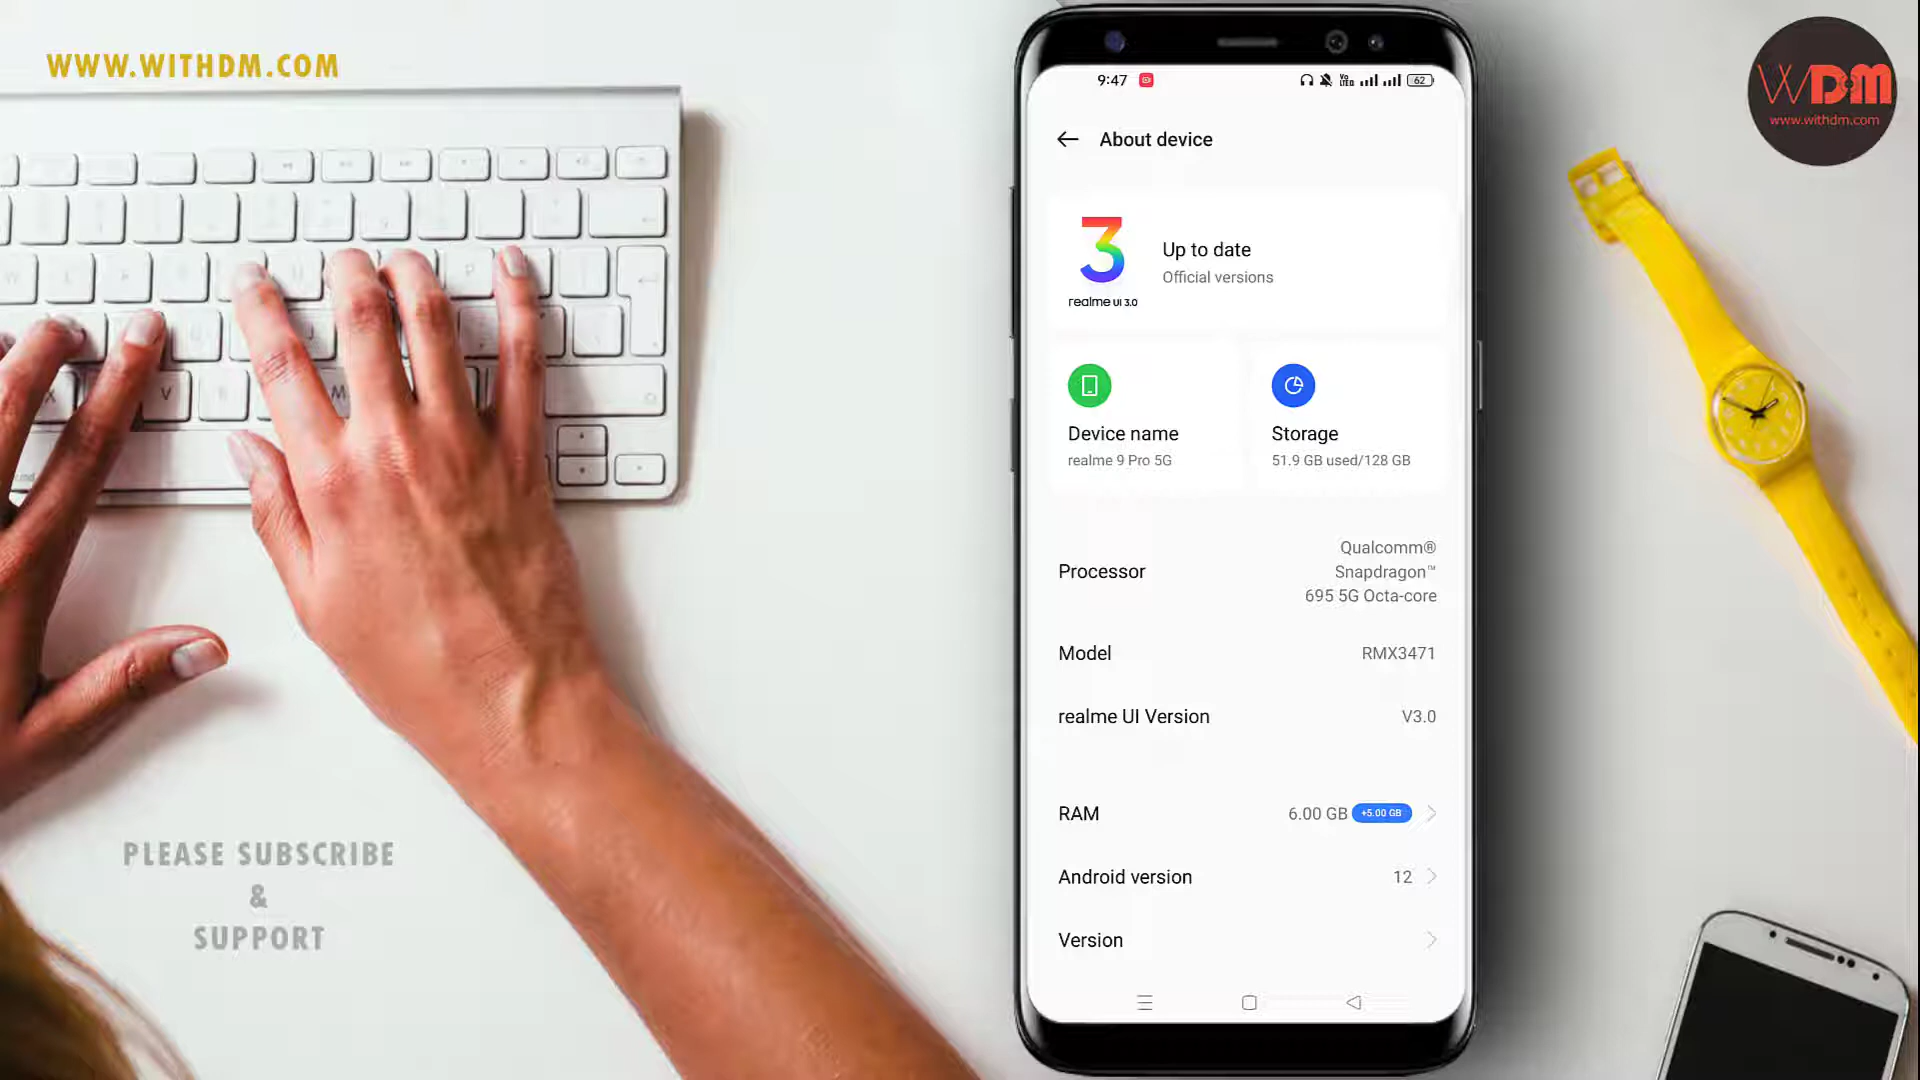 WWW.WITHDM.COM
WDM
www.withdm.com
9:47
62
About device
3
realme UI 3.0
Up to date
Official versions
Device name
realme 9 Pro 5G
Storage
51.9 GB used/128 GB
Processor
Qualcomm®
Snapdragon™
695 5G Octa-core
Model
RMX3471
realme UI Version
V3.0
RAM
6.00 GB +5.00 GB
Android version
12
Version
PLEASE SUBSCRIBE
&
SUPPORT
V